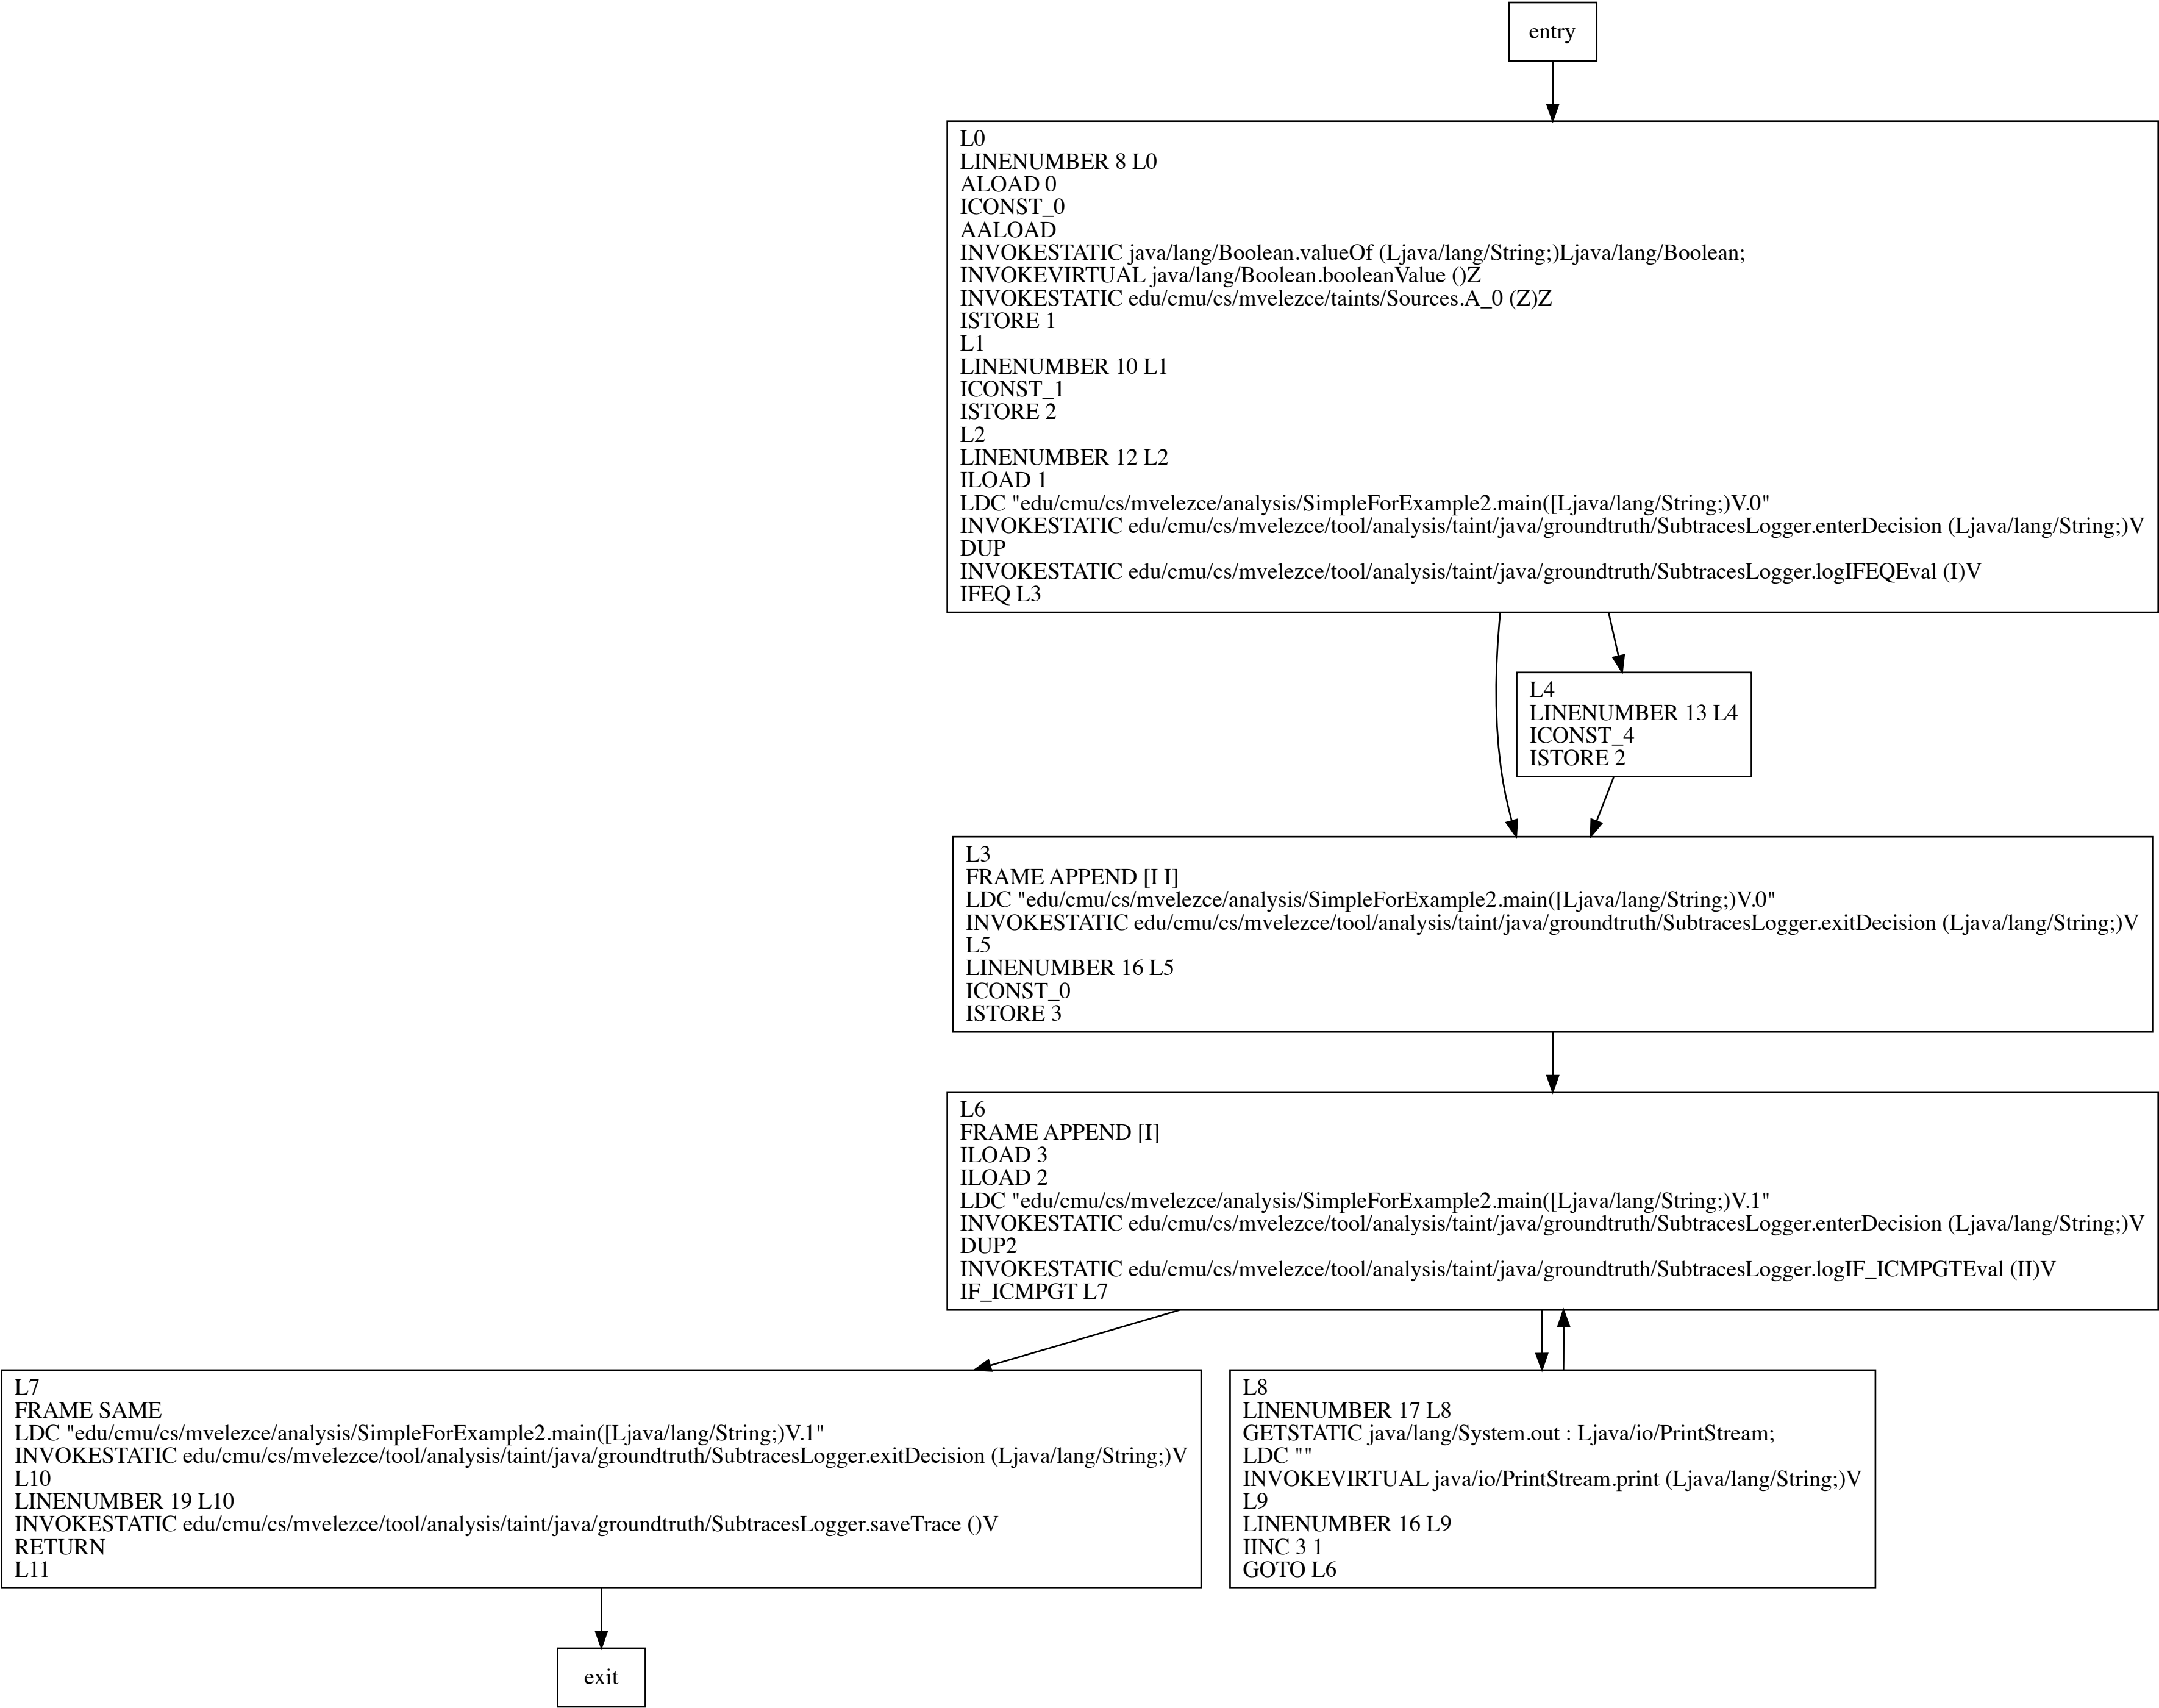 entry
L0
LINENUMBER 8 L0
ALOAD 0
ICONST_0
AALOAD
INVOKESTATIC java/lang/Boolean.valueOf (Ljava/lang/String;)Ljava/lang/Boolean;
INVOKEVIRTUAL java/lang/Boolean.booleanValue ()Z
INVOKESTATIC edu/cmu/cs/mvelezce/taints/Sources.A_0 (Z)Z
ISTORE 1
L1
LINENUMBER 10 L1
ICONST_1
ISTORE 2
L2
LINENUMBER 12 L2
ILOAD 1
LDC "edu/cmu/cs/mvelezce/analysis/SimpleForExample2.main([Ljava/lang/String;)V.0"
INVOKESTATIC edu/cmu/cs/mvelezce/tool/analysis/taint/java/groundtruth/SubtracesLogger.enterDecision (Ljava/lang/String;)V
DUP
INVOKESTATIC edu/cmu/cs/mvelezce/tool/analysis/taint/java/groundtruth/SubtracesLogger.logIFEQEval (I)V
IFEQ L3
L4
LINENUMBER 13 L4
ICONST_4
ISTORE 2
L3
FRAME APPEND [I I]
LDC "edu/cmu/cs/mvelezce/analysis/SimpleForExample2.main([Ljava/lang/String;)V.0"
INVOKESTATIC edu/cmu/cs/mvelezce/tool/analysis/taint/java/groundtruth/SubtracesLogger.exitDecision (Ljava/lang/String;)V
L5
LINENUMBER 16 L5
ICONST_0
ISTORE 3
L6
FRAME APPEND [I]
ILOAD 3
ILOAD 2
LDC "edu/cmu/cs/mvelezce/analysis/SimpleForExample2.main([Ljava/lang/String;)V.1"
INVOKESTATIC edu/cmu/cs/mvelezce/tool/analysis/taint/java/groundtruth/SubtracesLogger.enterDecision (Ljava/lang/String;)V
DUP2
INVOKESTATIC edu/cmu/cs/mvelezce/tool/analysis/taint/java/groundtruth/SubtracesLogger.logIF_ICMPGTEval (II)V
IF_ICMPGT L7
L7
FRAME SAME
LDC "edu/cmu/cs/mvelezce/analysis/SimpleForExample2.main([Ljava/lang/String;)V.1"
INVOKESTATIC edu/cmu/cs/mvelezce/tool/analysis/taint/java/groundtruth/SubtracesLogger.exitDecision (Ljava/lang/String;)V
L10
LINENUMBER 19 L10
INVOKESTATIC edu/cmu/cs/mvelezce/tool/analysis/taint/java/groundtruth/SubtracesLogger.saveTrace ()V
RETURN
L11
L8
LINENUMBER 17 L8
GETSTATIC java/lang/System.out : Ljava/io/PrintStream;
LDC ""
INVOKEVIRTUAL java/io/PrintStream.print (Ljava/lang/String;)V
L9
LINENUMBER 16 L9
IINC 3 1
GOTO L6
exit